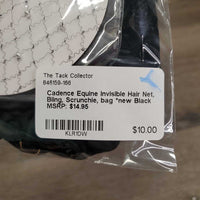 The Tack Collector
848159-166
Cadence Equine Invisible Hair Net,
Bling, Scrunchie, bag *new Black
MSRP: $14.95
KLR1DW
$10.00